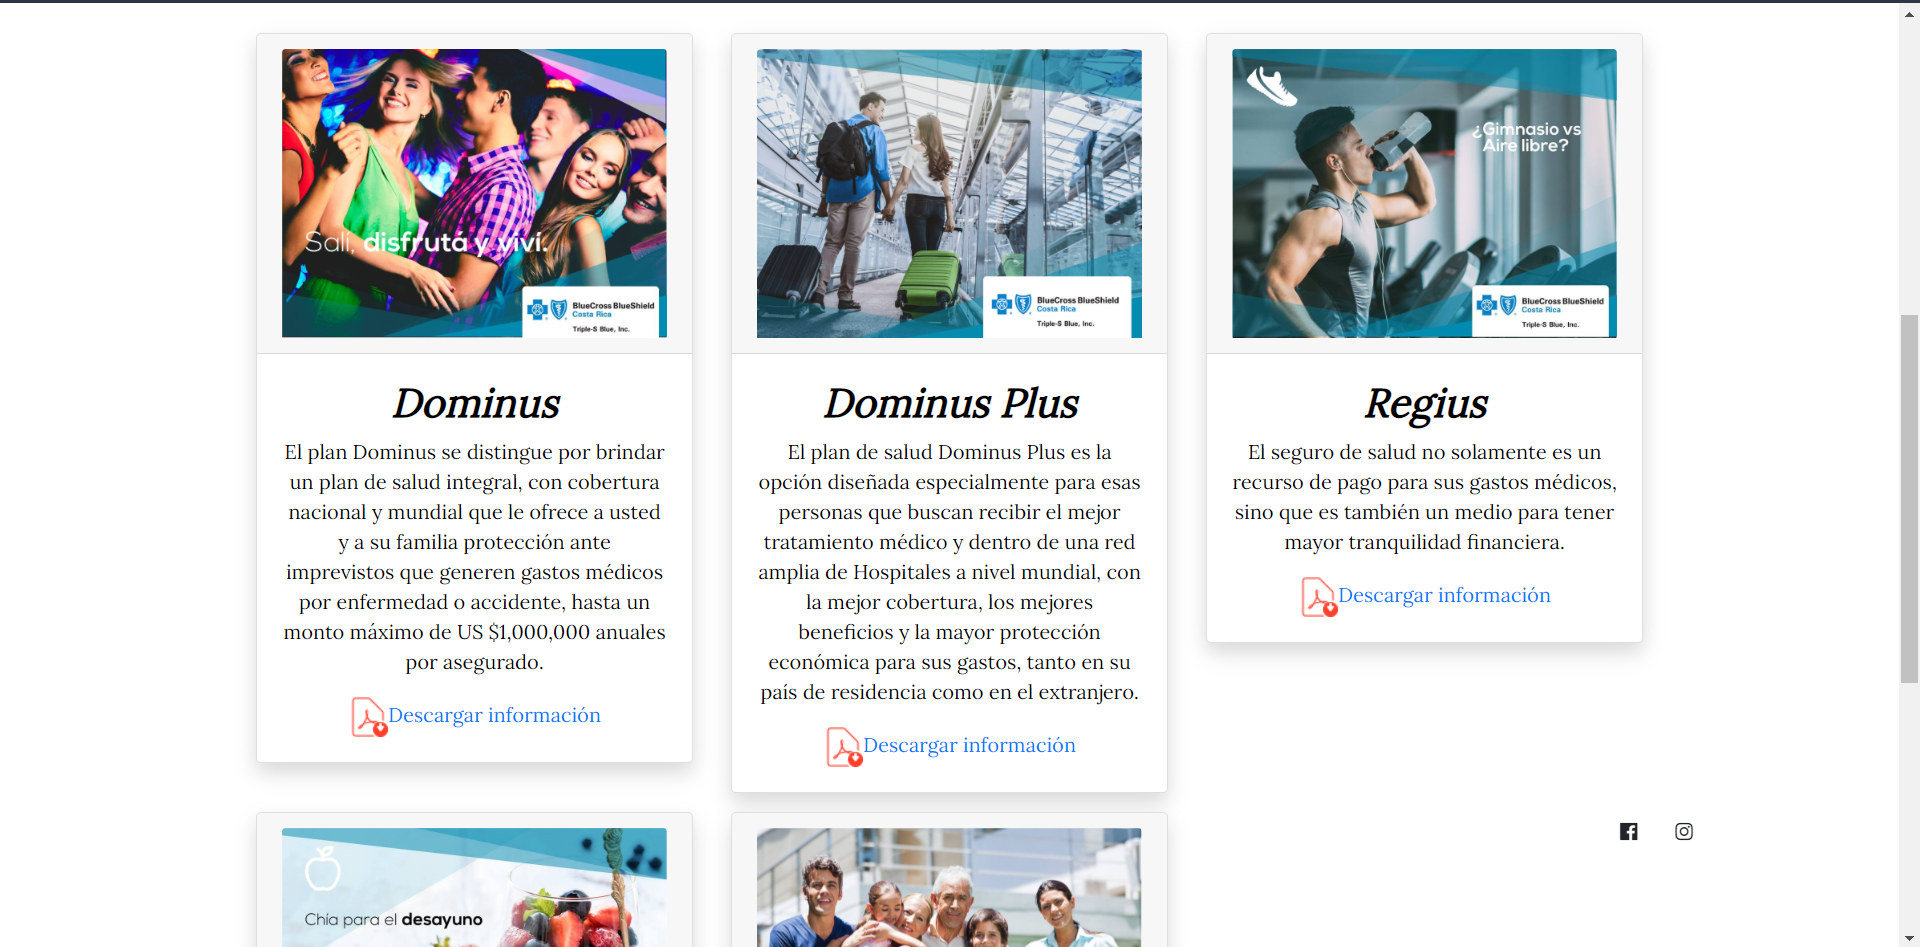 Salí, disfrutá y viví.
BlueCross BlueShield
Costa Rica
Triple-S Blue, Inc.
Dominus
El plan Dominus se distingue por brindar
un plan de salud integral, con cobertura
nacional y mundial que le ofrece a usted
y a su familia protección ante
imprevistos que generen gastos médicos
por enfermedad o accidente, hasta un
monto máximo de US $1,000,000 anuales
por asegurado.
Descargar información
BlueCross BlueShield
Costa Rica
Triple-S Blue, Inc.
Dominus Plus
El plan de salud Dominus Plus es la
opción diseñada especialmente para esas
personas que buscan recibir el mejor
tratamiento médico y dentro de una red
amplia de Hospitales a nivel mundial, con
la mejor cobertura, los mejores
beneficios y la mayor protección
económica para sus gastos, tanto en su
país de residencia como en el extranjero.
Descargar información
¿Gimnasio vs
Aire libre?
BlueCross BlueShield
Costa Rica
Triple-S Blue, Inc.
Regius
El seguro de salud no solamente es un
recurso de pago para sus gastos médicos,
sino que es también un medio para tener
mayor tranquilidad financiera.
Descargar información
Chía para el desayuno